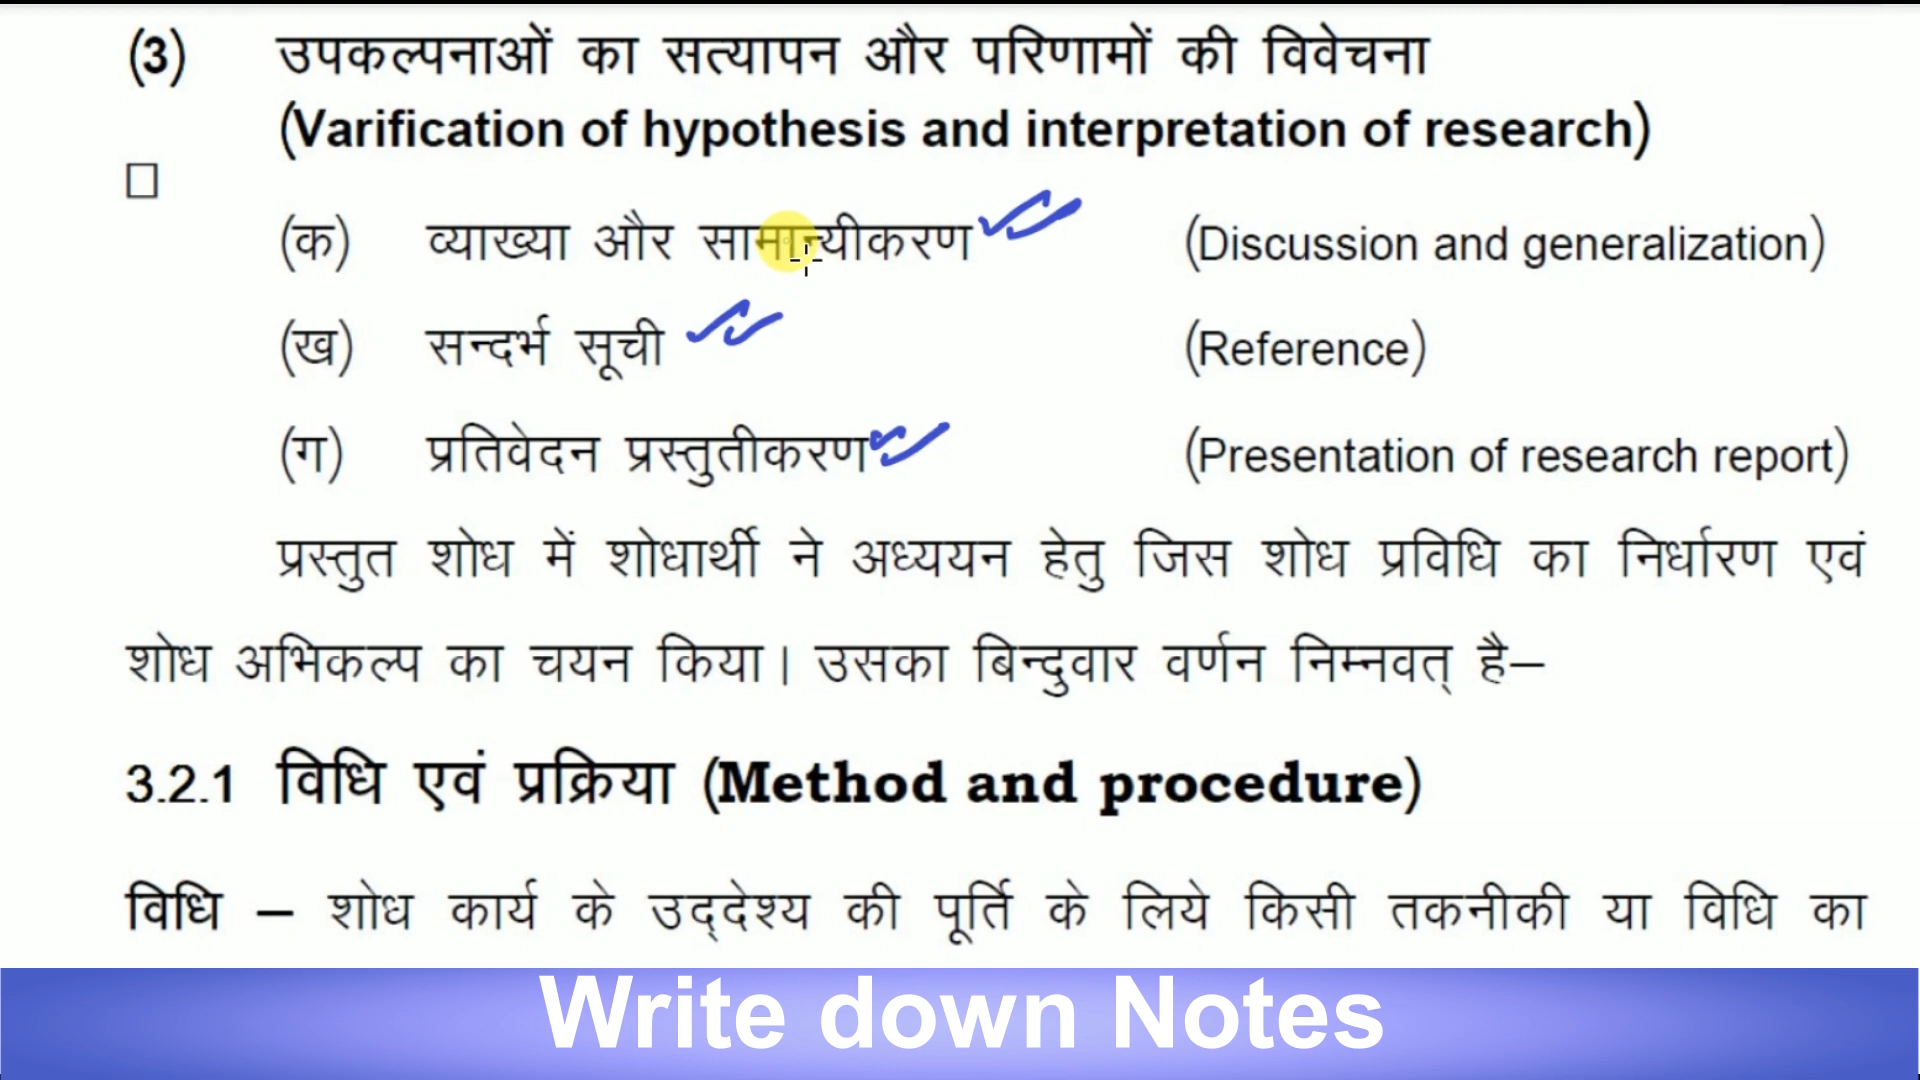 (3) उपकल्पनाओं का सत्यापन और परिणामों की विवेचना
(Varification of hypothesis and interpretation of research)
(क) व्याख्या और सामान्यीकरण (Discussion and generalization)
(ख) सन्दर्भ सूची (Reference)
(ग) प्रतिवेदन प्रस्तुतीकरण (Presentation of research report)
प्रस्तुत शोध में शोधार्थी ने अध्ययन हेतु जिस शोध प्रविधि का निर्धारण एवं
शोध अभिकल्प का चयन किया। उसका बिन्दुवार वर्णन निम्नवत् है–
3.2.1 विधि एवं प्रक्रिया (Method and procedure)
विधि – शोध कार्य के उद्देश्य की पूर्ति के लिये किसी तकनीकी या विधि का
Write down Notes